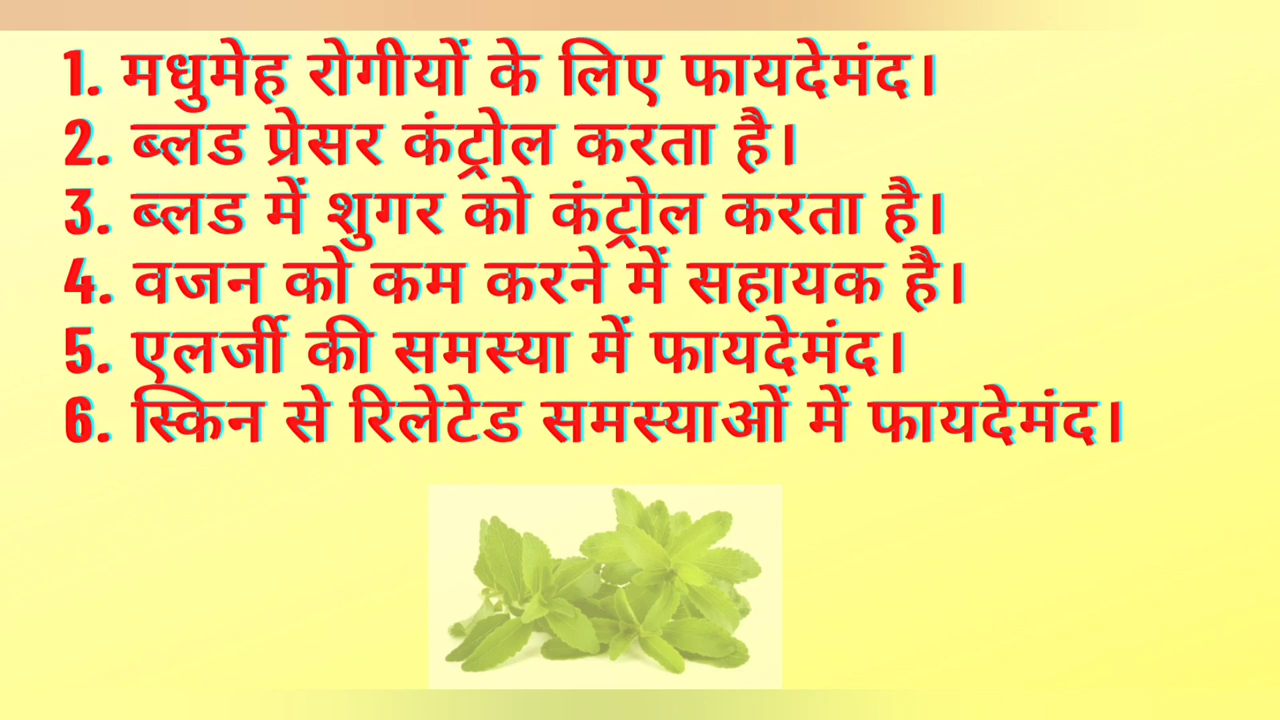 1. मधुमेह रोगीयों के लिए फायदेमंद।
2. ब्लड प्रेसर कंट्रोल करता है।
3. ब्लड में शुगर को कंट्रोल करता है।
4. वजन को कम करने में सहायक है।
5. एलर्जी की समस्या में फायदेमंद।
6. स्किन से रिलेटेड समस्याओं में फायदेमंद।